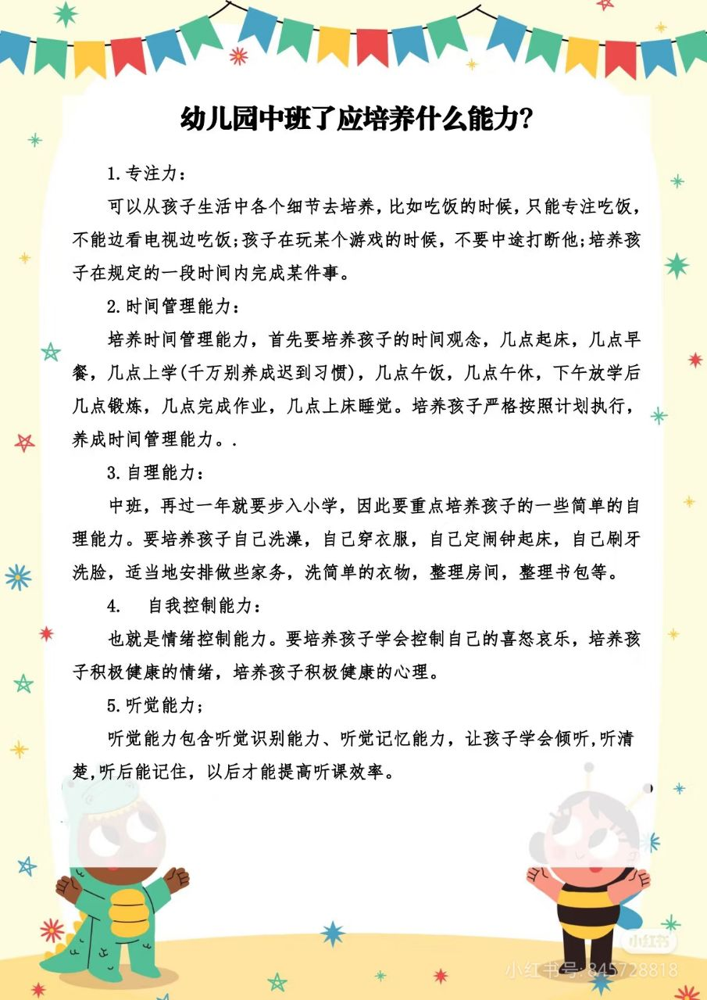 幼儿园中班了应培养什么能力?
1.专注力：
可以从孩子生活中各个细节去培养，比如吃饭的时候，只能专注吃饭，
不能边看电视边吃饭;孩子在玩某个游戏的时候，不要中途打断他;培养孩
子在规定的一段时间内完成某件事。
2.时间管理能力：
培养时间管理能力，首先要培养孩子的时间观念，几点起床，几点早
餐，几点上学(千万别养成迟到习惯)，几点午饭，几点午休，下午放学后
几点锻炼，几点完成作业，几点上床睡觉。培养孩子严格按照计划执行，
养成时间管理能力。.
3.自理能力：
中班，再过一年就要步入小学，因此要重点培养孩子的一些简单的自
理能力。要培养孩子自己洗澡，自己穿衣服，自己定闹钟起床，自己刷牙
洗脸，适当地安排做些家务，洗简单的衣物，整理房间，整理书包等。
4. 自我控制能力：
也就是情绪控制能力。要培养孩子学会控制自己的喜怒哀乐，培养孩
子积极健康的情绪，培养孩子积极健康的心理。
5.听觉能力；
听觉能力包含听觉识别能力、听觉记忆能力，让孩子学会倾听,听清
楚,听后能记住，以后才能提高听课效率。
小红书
小红书号: 845728818